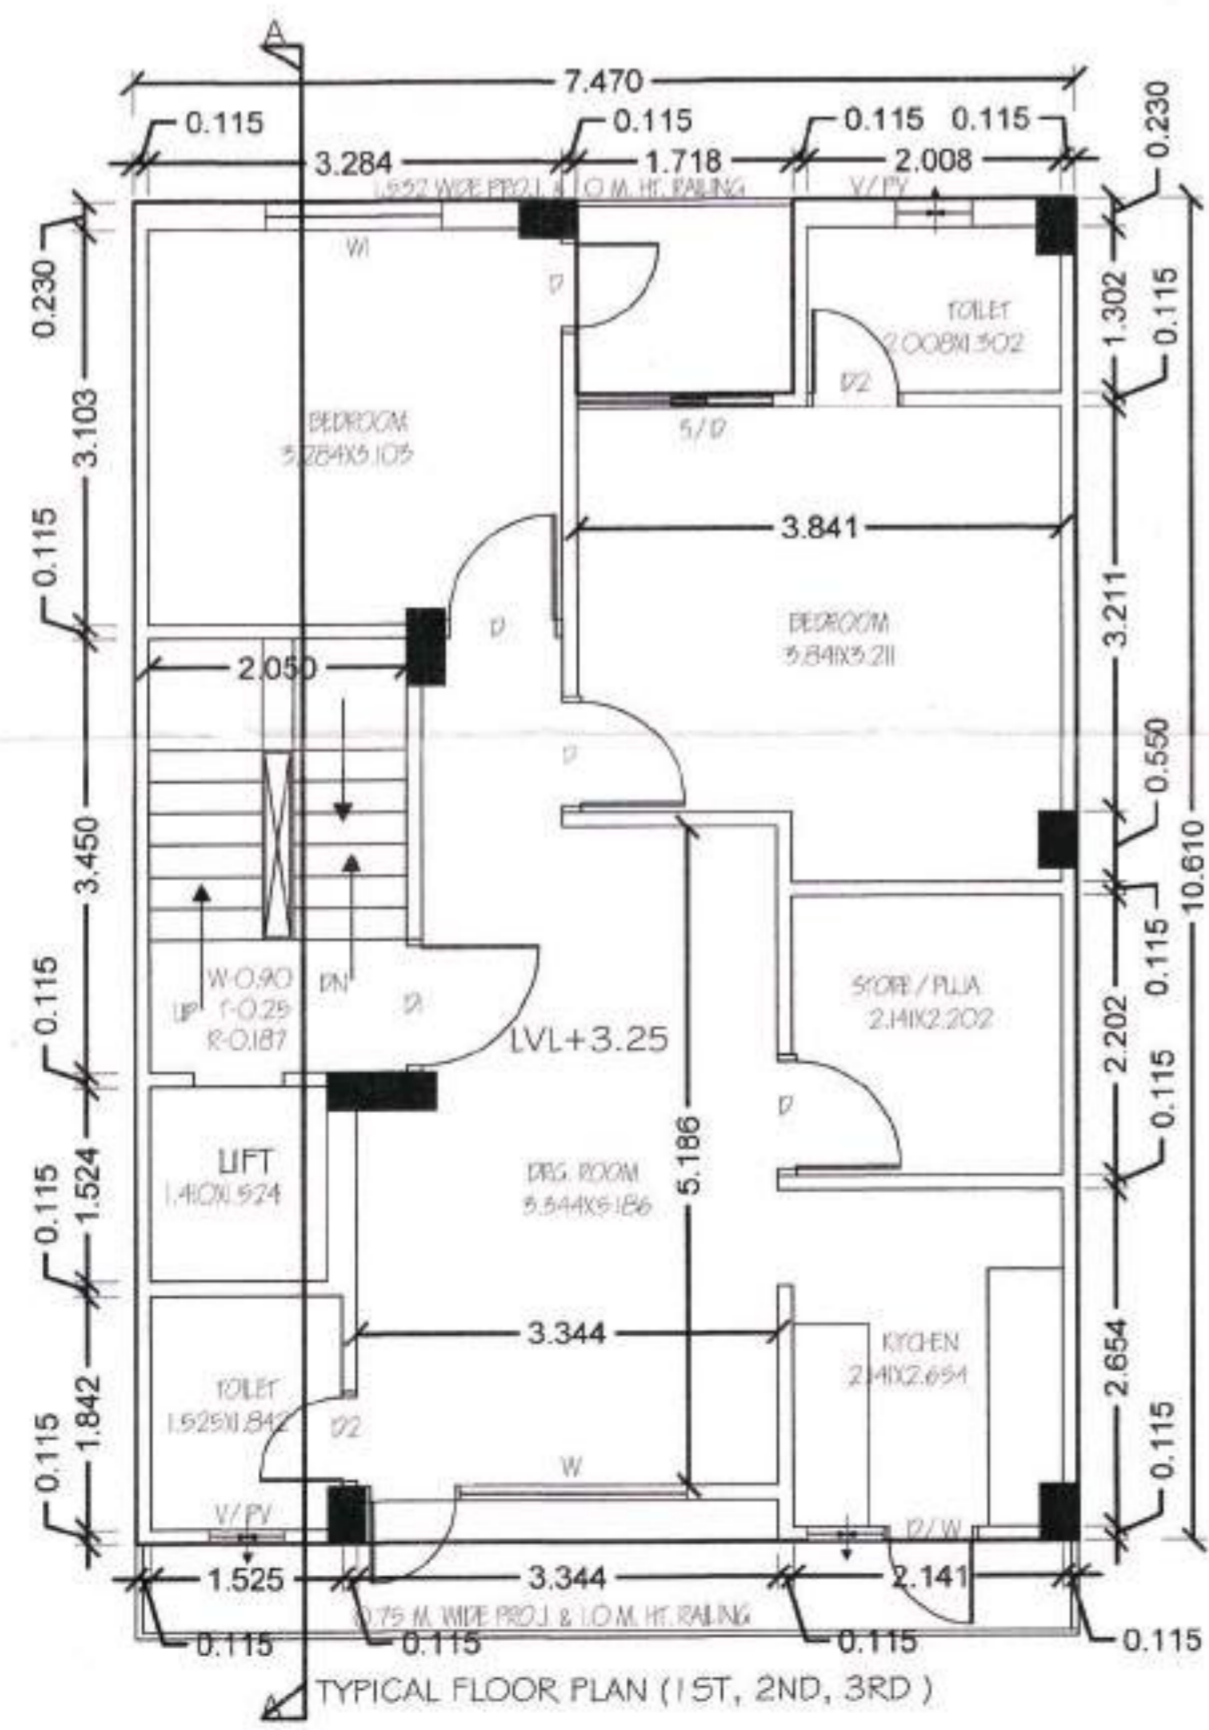 A
7.470
0.115
0.115
0.115
0.115
0.230
3.284
1.718
2.008
1.552 WIDE PROJ. & 1.0 M. HT. RAILING
V/PV
W1
0.230
D
TOILET
2.008X1.302
1.302
0.115
D2
S/D
BEDROOM
3.284X3.103
3.103
3.841
0.115
BEDROOM
3.841X3.211
3.211
D
2.050
D
0.550
3.450
10.610
0.115
STORE / PUJA
2.141X2.202
W-0.90
T-0.25
R-0.187
UP
DN
D1
0.115
LVL+3.25
2.202
D
0.115
LIFT
1.410X1.524
1.524
DRG. ROOM
3.344X5.186
5.186
0.115
3.344
KITCHEN
2.141X2.654
2.654
TOILET
1.525X1.842
1.842
D2
0.115
W
0.115
V/PV
D/W
1.525
3.344
2.141
0.75 M. WIDE PROJ. & 1.0 M. HT. RAILING
0.115
0.115
0.115
0.115
A
TYPICAL FLOOR PLAN (1ST, 2ND, 3RD )